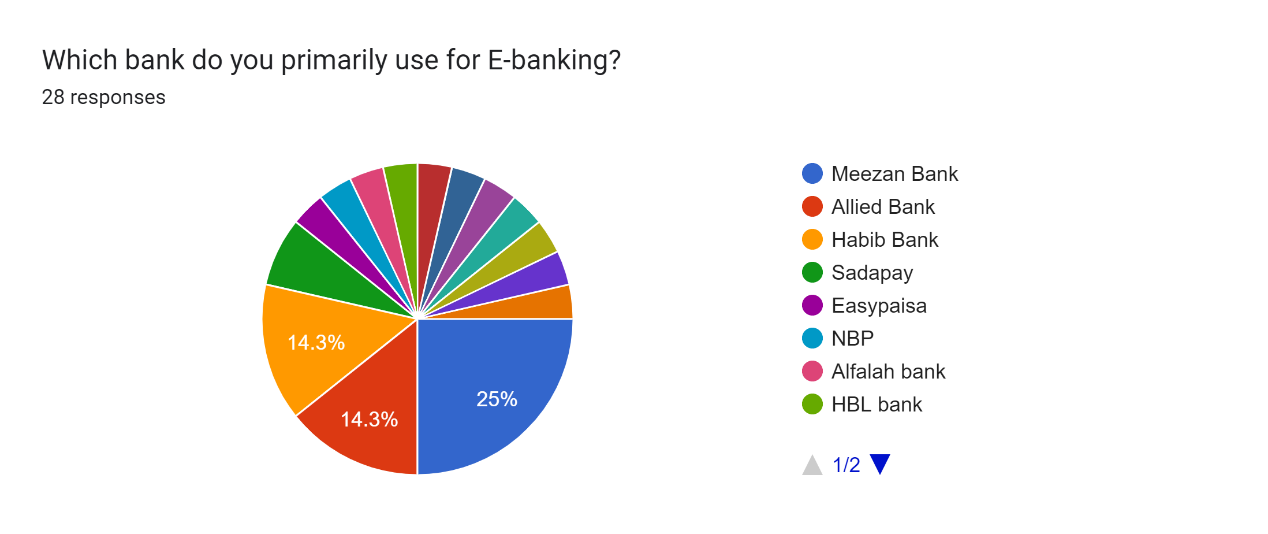 Which bank do you primarily use for E-banking?
28 responses
14.3%
14.3%
25%
Meezan Bank
Allied Bank
Habib Bank
Sadapay
Easypaisa
NBP
Alfalah bank
HBL bank
1/2